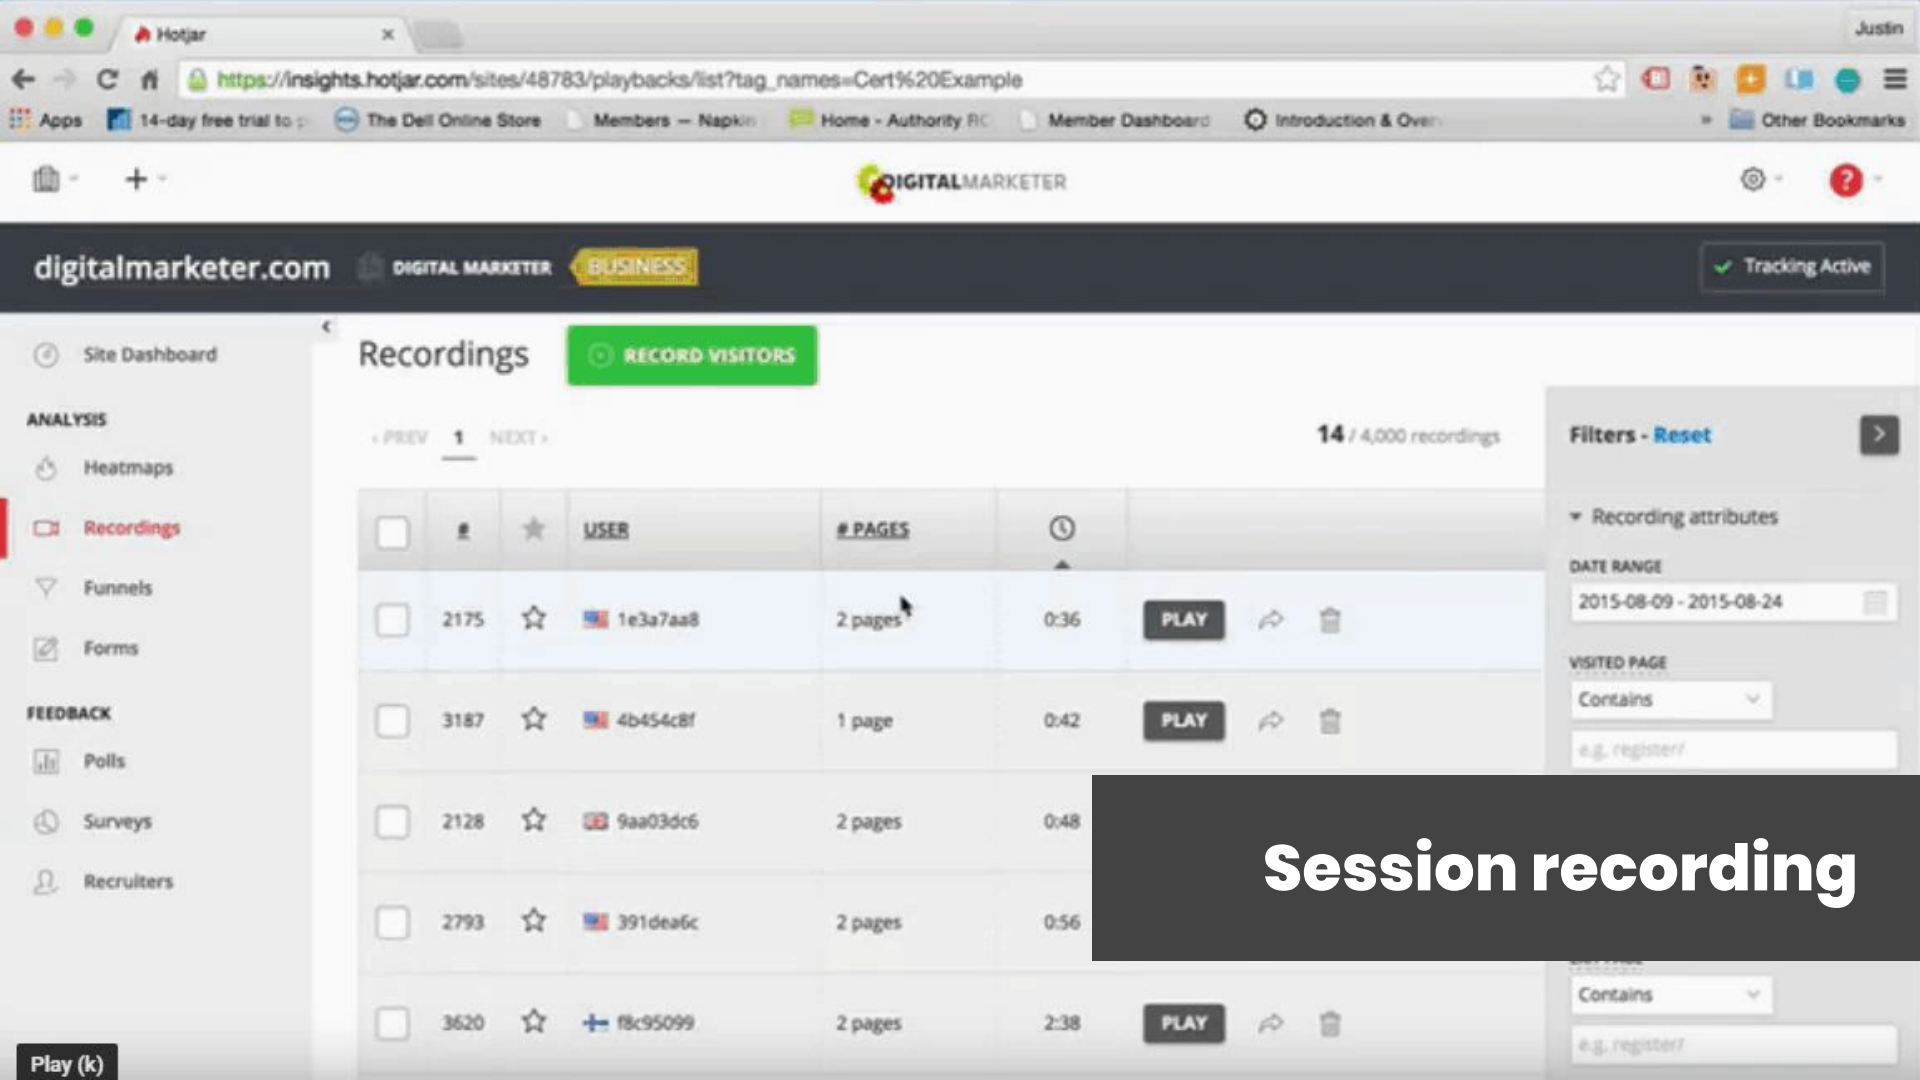 Hotjar
Justin
https://insights.hotjar.com/sites/48783/playbacks/list?tag_names=Cert%20Example
Apps 14-day free trial to The Dell Online Store Members — Napkin Home - Authority Member Dashboard Introduction & Over Other Bookmarks
DIGITALMARKETER ?
digitalmarketer.com DIGITAL MARKETER BUSINESS Tracking Active
Site Dashboard
ANALYSIS
Heatmaps
Recordings
Funnels
Forms
FEEDBACK
Polls
Surveys
Recruiters
Recordings RECORD VISITORS
‹ PREV 1 NEXT › 14 / 4,000 recordings
# USER # PAGES
2175 1e3a7aa8 2 pages 0:36 PLAY
3187 4b454c8f 1 page 0:42 PLAY
2128 9aa03dc6 2 pages 0:48
2793 391dea6c 2 pages 0:56
3620 f8c95099 2 pages 2:38 PLAY
Filters - Reset
Recording attributes
DATE RANGE
2015-08-09 - 2015-08-24
VISITED PAGE
Contains
e.g. register/
Session recording
Contains
e.g. register/
Play (k)